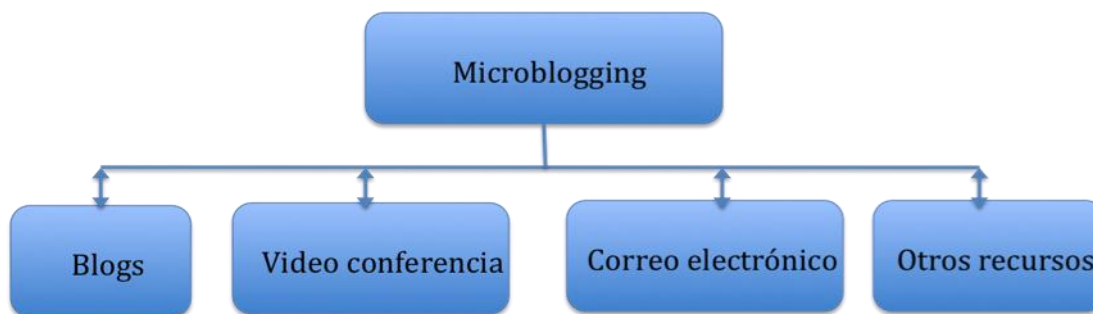 Microblogging
Blogs
Video conferencia
Correo electrónico
Otros recursos